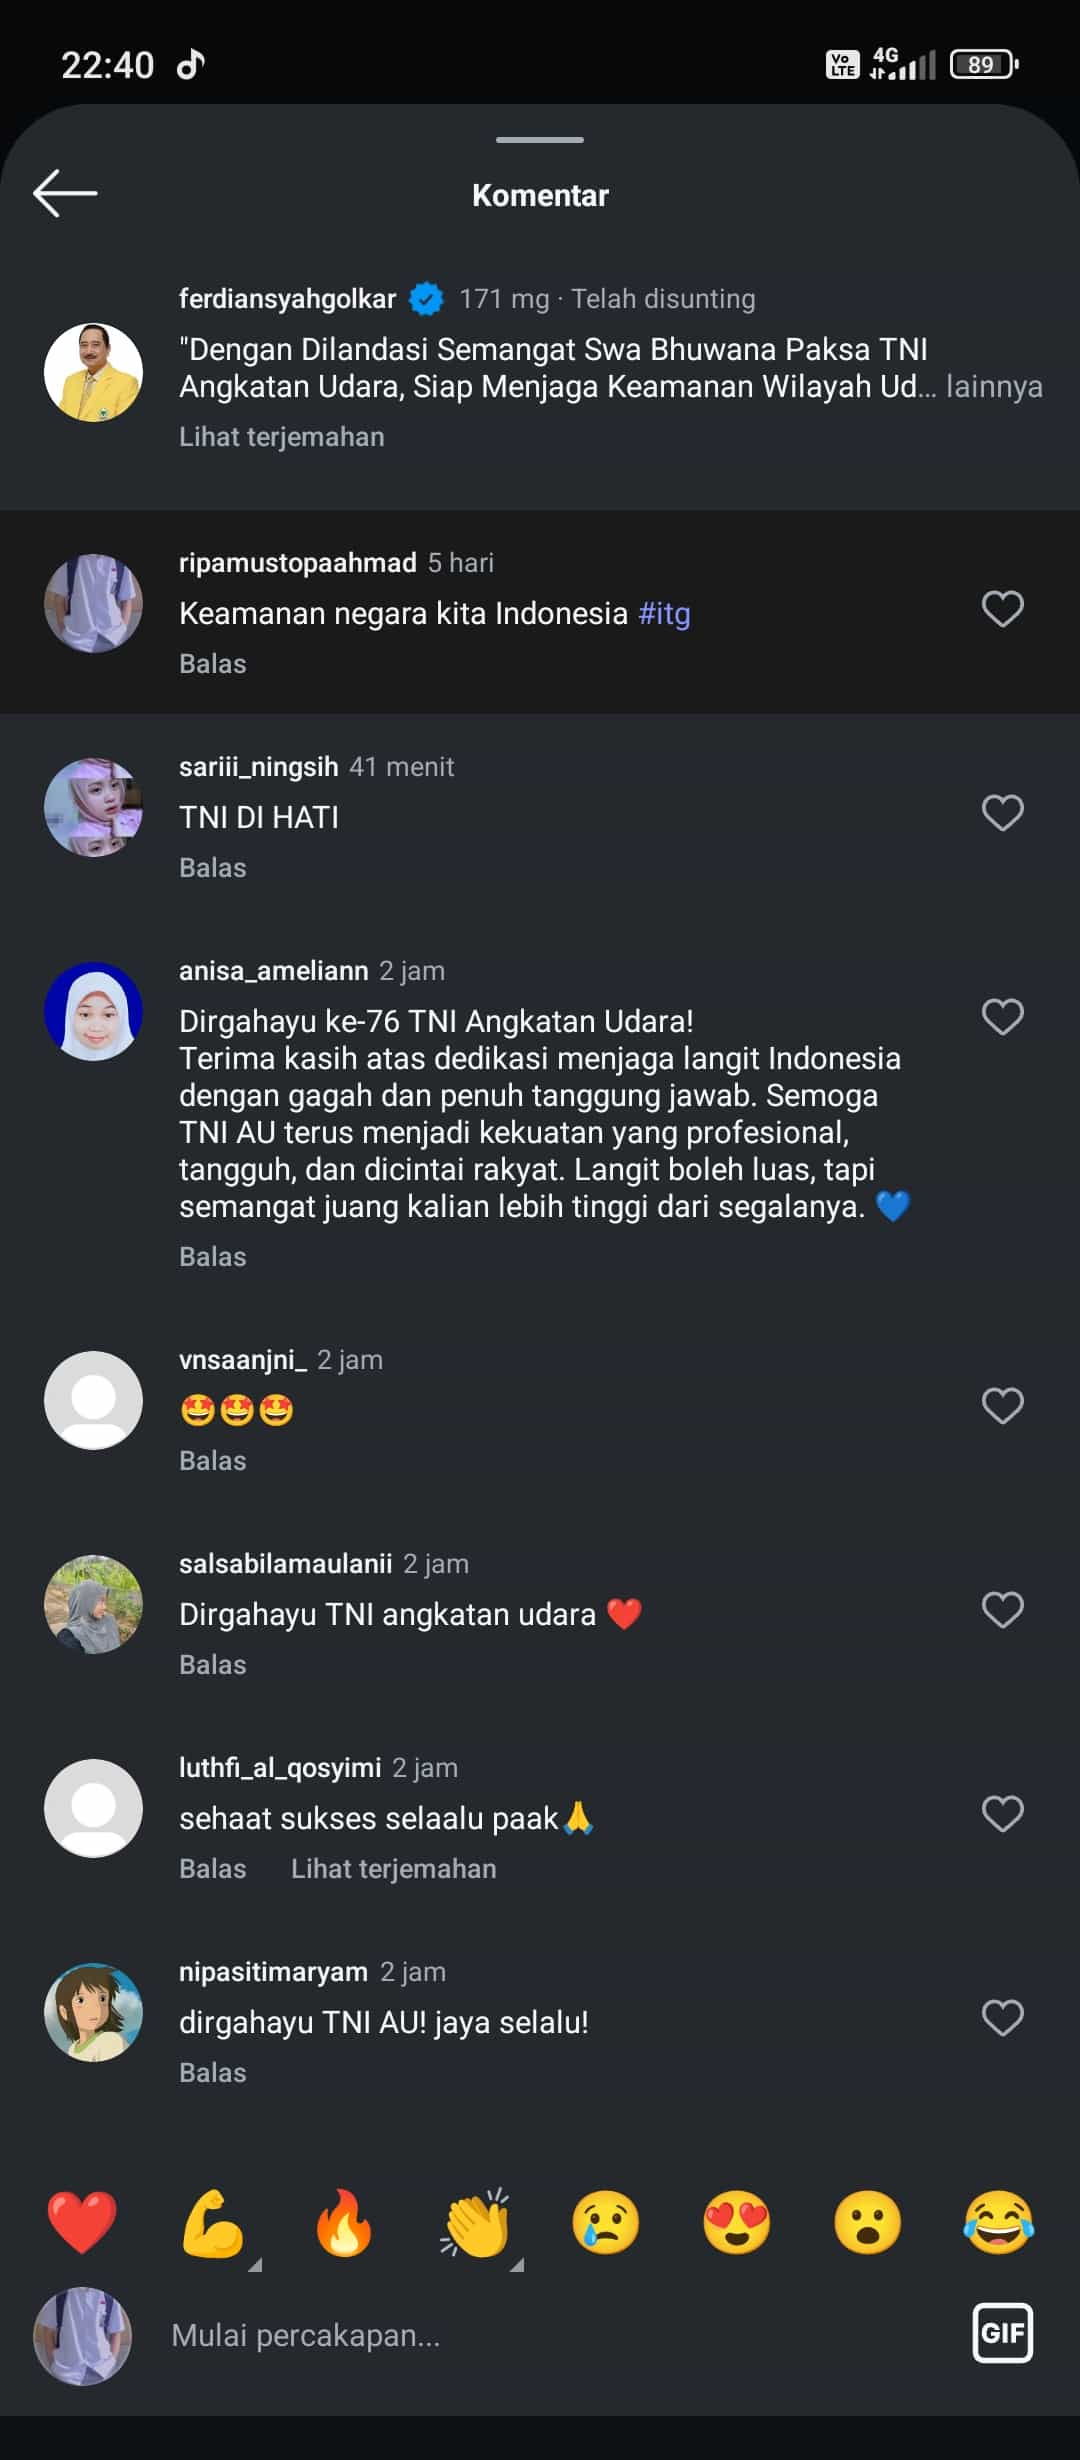 22:40
Vo LTE 4G 89
Komentar
ferdiansyahgolkar 171 mg · Telah disunting
"Dengan Dilandasi Semangat Swa Bhuwana Paksa TNI
Angkatan Udara, Siap Menjaga Keamanan Wilayah Ud... lainnya
Lihat terjemahan
ripamustopaahmad 5 hari
Keamanan negara kita Indonesia #itg
Balas
sariii_ningsih 41 menit
TNI DI HATI
Balas
anisa_ameliann 2 jam
Dirgahayu ke-76 TNI Angkatan Udara!
Terima kasih atas dedikasi menjaga langit Indonesia
dengan gagah dan penuh tanggung jawab. Semoga
TNI AU terus menjadi kekuatan yang profesional,
tangguh, dan dicintai rakyat. Langit boleh luas, tapi
semangat juang kalian lebih tinggi dari segalanya. 💙
Balas
vnsaanjni_ 2 jam
🤩🤩🤩
Balas
salsabilamaulanii 2 jam
Dirgahayu TNI angkatan udara ❤️
Balas
luthfi_al_qosyimi 2 jam
sehaat sukses selaalu paak🙏
Balas Lihat terjemahan
nipasitimaryam 2 jam
dirgahayu TNI AU! jaya selalu!
Balas
❤️ 💪 🔥 👏 😢 😍 😮 😂
Mulai percakapan... GIF